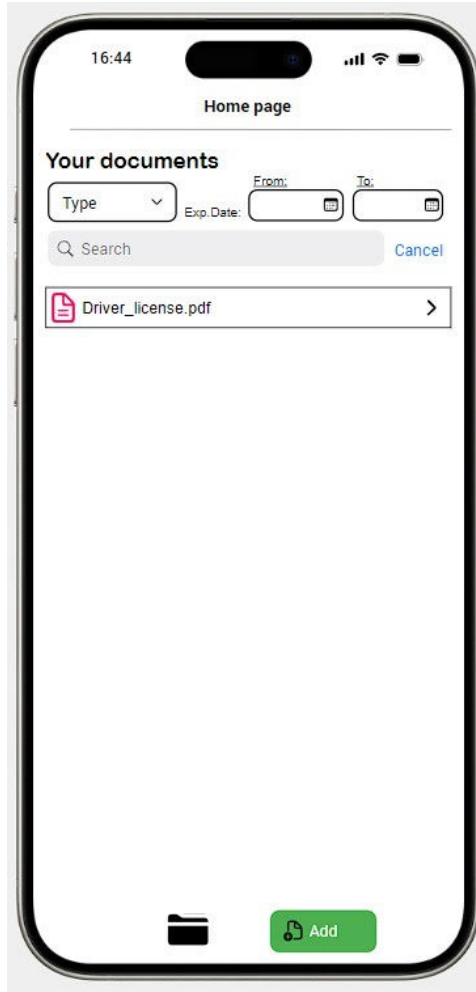 16:44
Home page
Your documents
From: To:
Type Exp.Date:
Search Cancel
Driver_license.pdf
Add